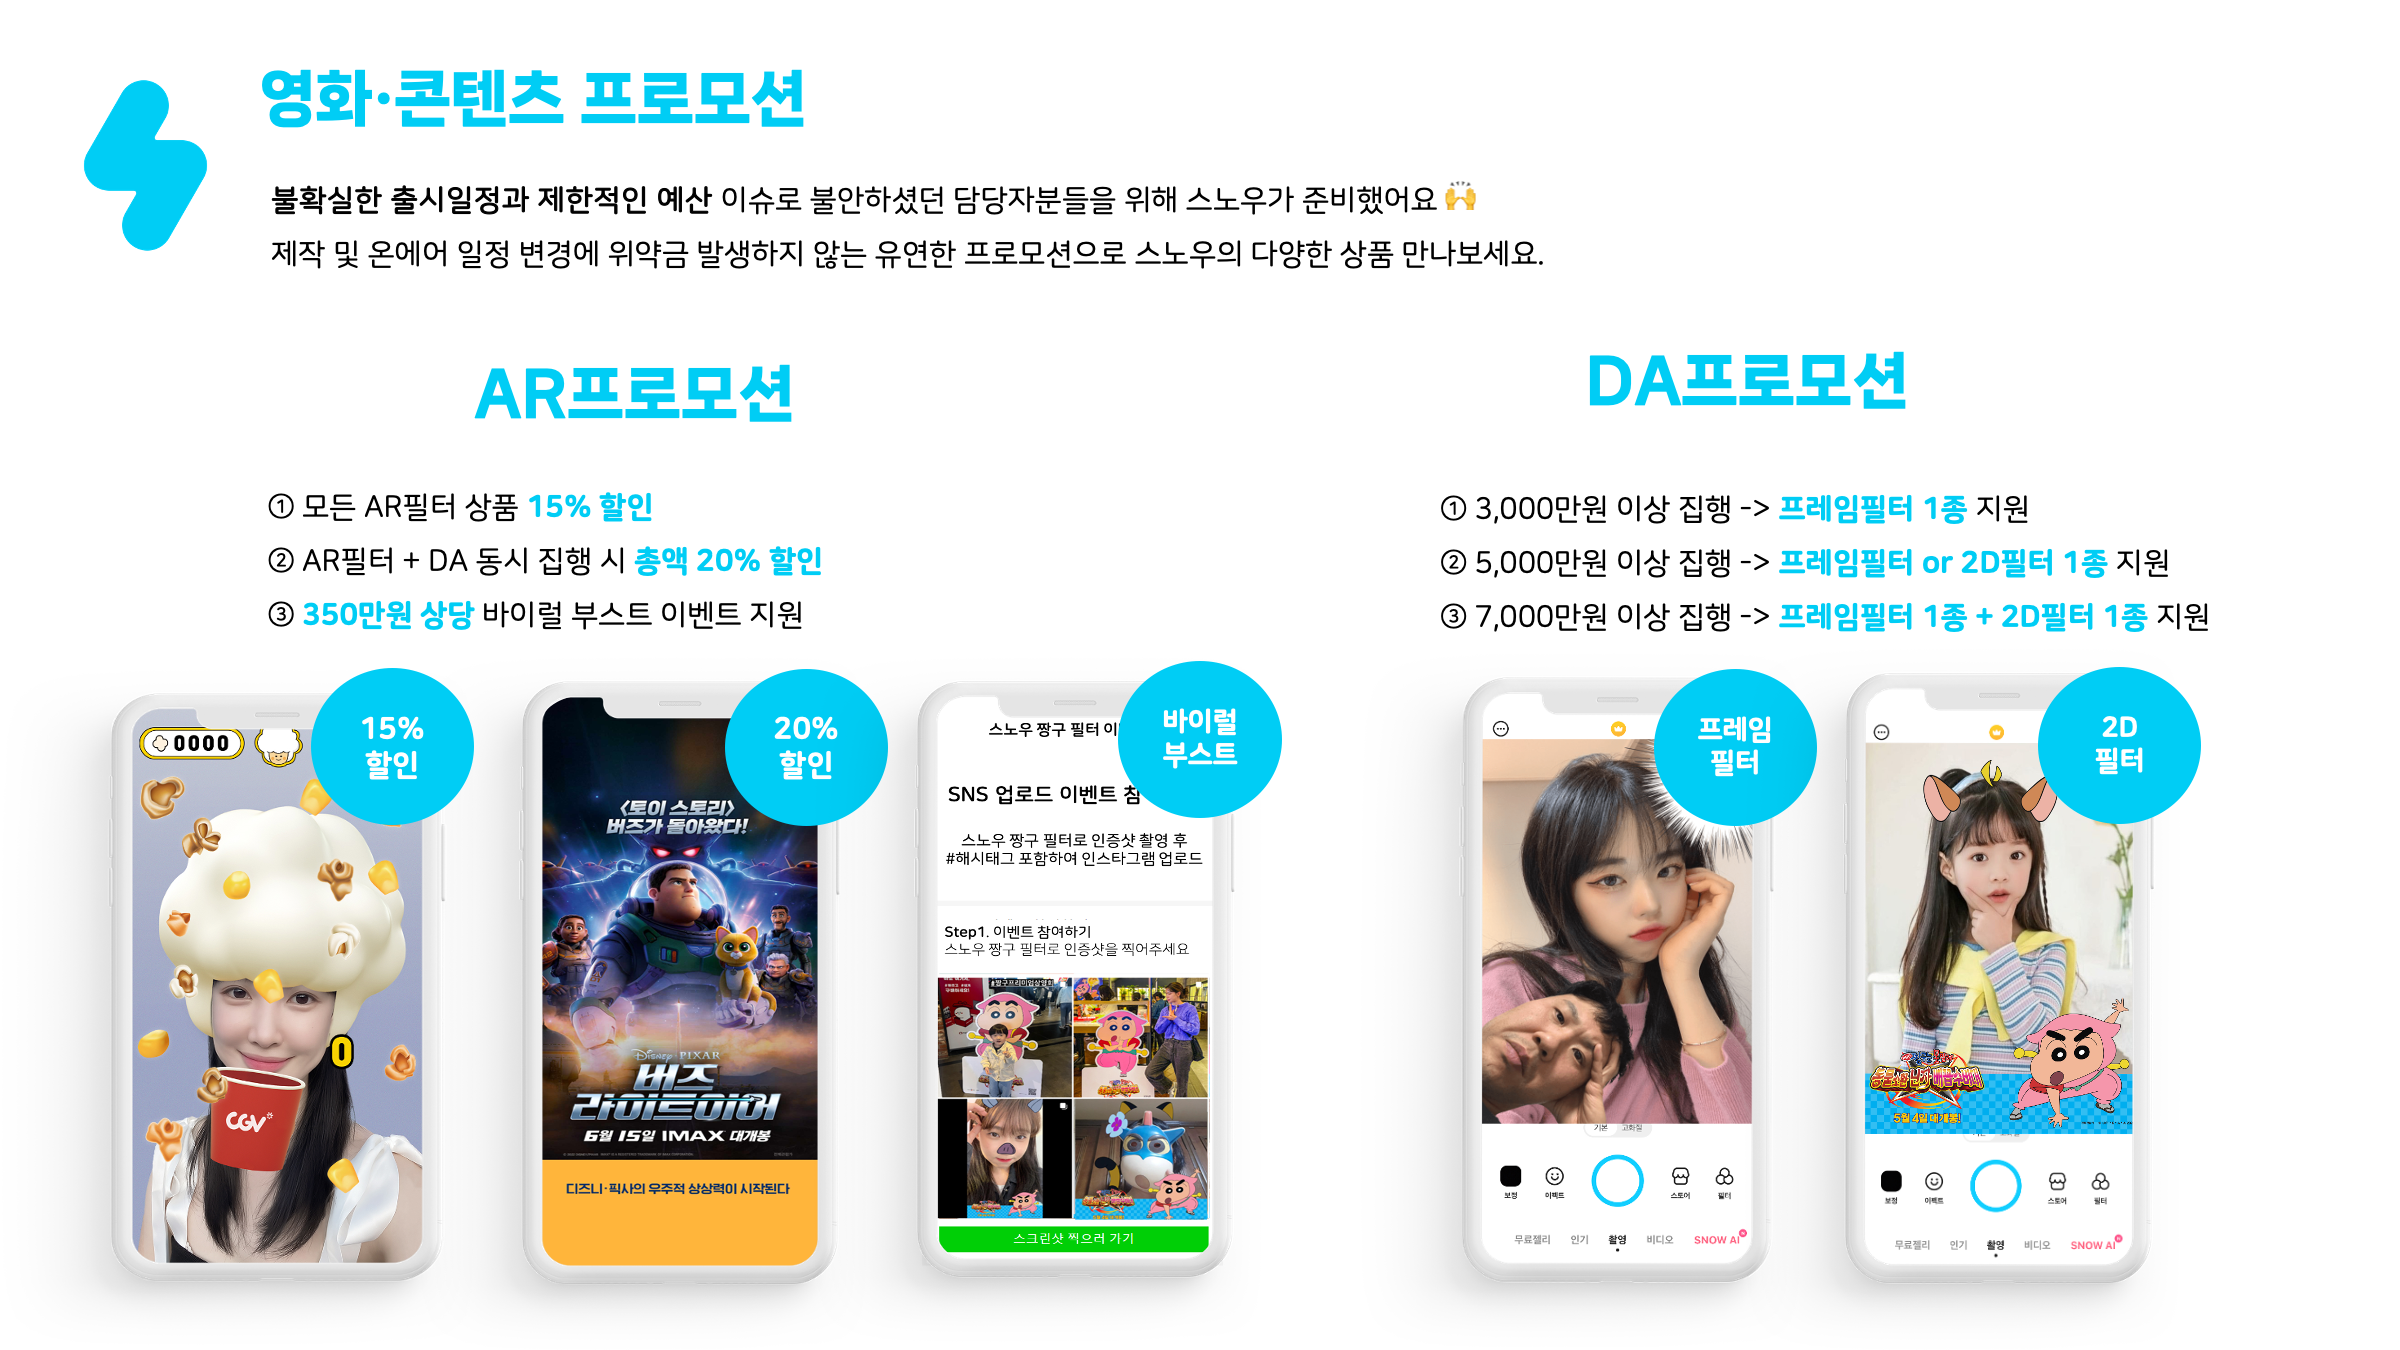 영화·콘텐츠 프로모션
불확실한 출시일정과 제한적인 예산 이슈로 불안하셨던 담당자분들을 위해 스노우가 준비했어요 🙌
제작 및 온에어 일정 변경에 위약금 발생하지 않는 유연한 프로모션으로 스노우의 다양한 상품 만나보세요.
AR프로모션
① 모든 AR필터 상품 15% 할인
② AR필터 + DA 동시 집행 시 총액 20% 할인
③ 350만원 상당 바이럴 부스트 이벤트 지원
DA프로모션
① 3,000만원 이상 집행 -> 프레임필터 1종 지원
② 5,000만원 이상 집행 -> 프레임필터 or 2D필터 1종 지원
③ 7,000만원 이상 집행 -> 프레임필터 1종 + 2D필터 1종 지원
15%
할인
0000
0
CGV
20%
할인
<토이 스토리>
버즈가 돌아왔다!
Disney·PIXAR
버즈
라이트이어
6월 15일 IMAX 대개봉
디즈니·픽사의 우주적 상상력이 시작된다
바이럴
부스트
스노우 짱구 필터 이
SNS 업로드 이벤트 참
스노우 짱구 필터로 인증샷 촬영 후
#해시태그 포함하여 인스타그램 업로드
Step1. 이벤트 참여하기
스노우 짱구 필터로 인증샷을 찍어주세요
#짱구프리미엄상영회
스크린샷 찍으러 가기
프레임
필터
기본 고화질
보정 이펙트 스토어 필터
무료젤리 인기 촬영 비디오 SNOW AI
2D
필터
5월 4일 대개봉!
보정 이펙트 스토어 필터
무료젤리 인기 촬영 비디오 SNOW AI